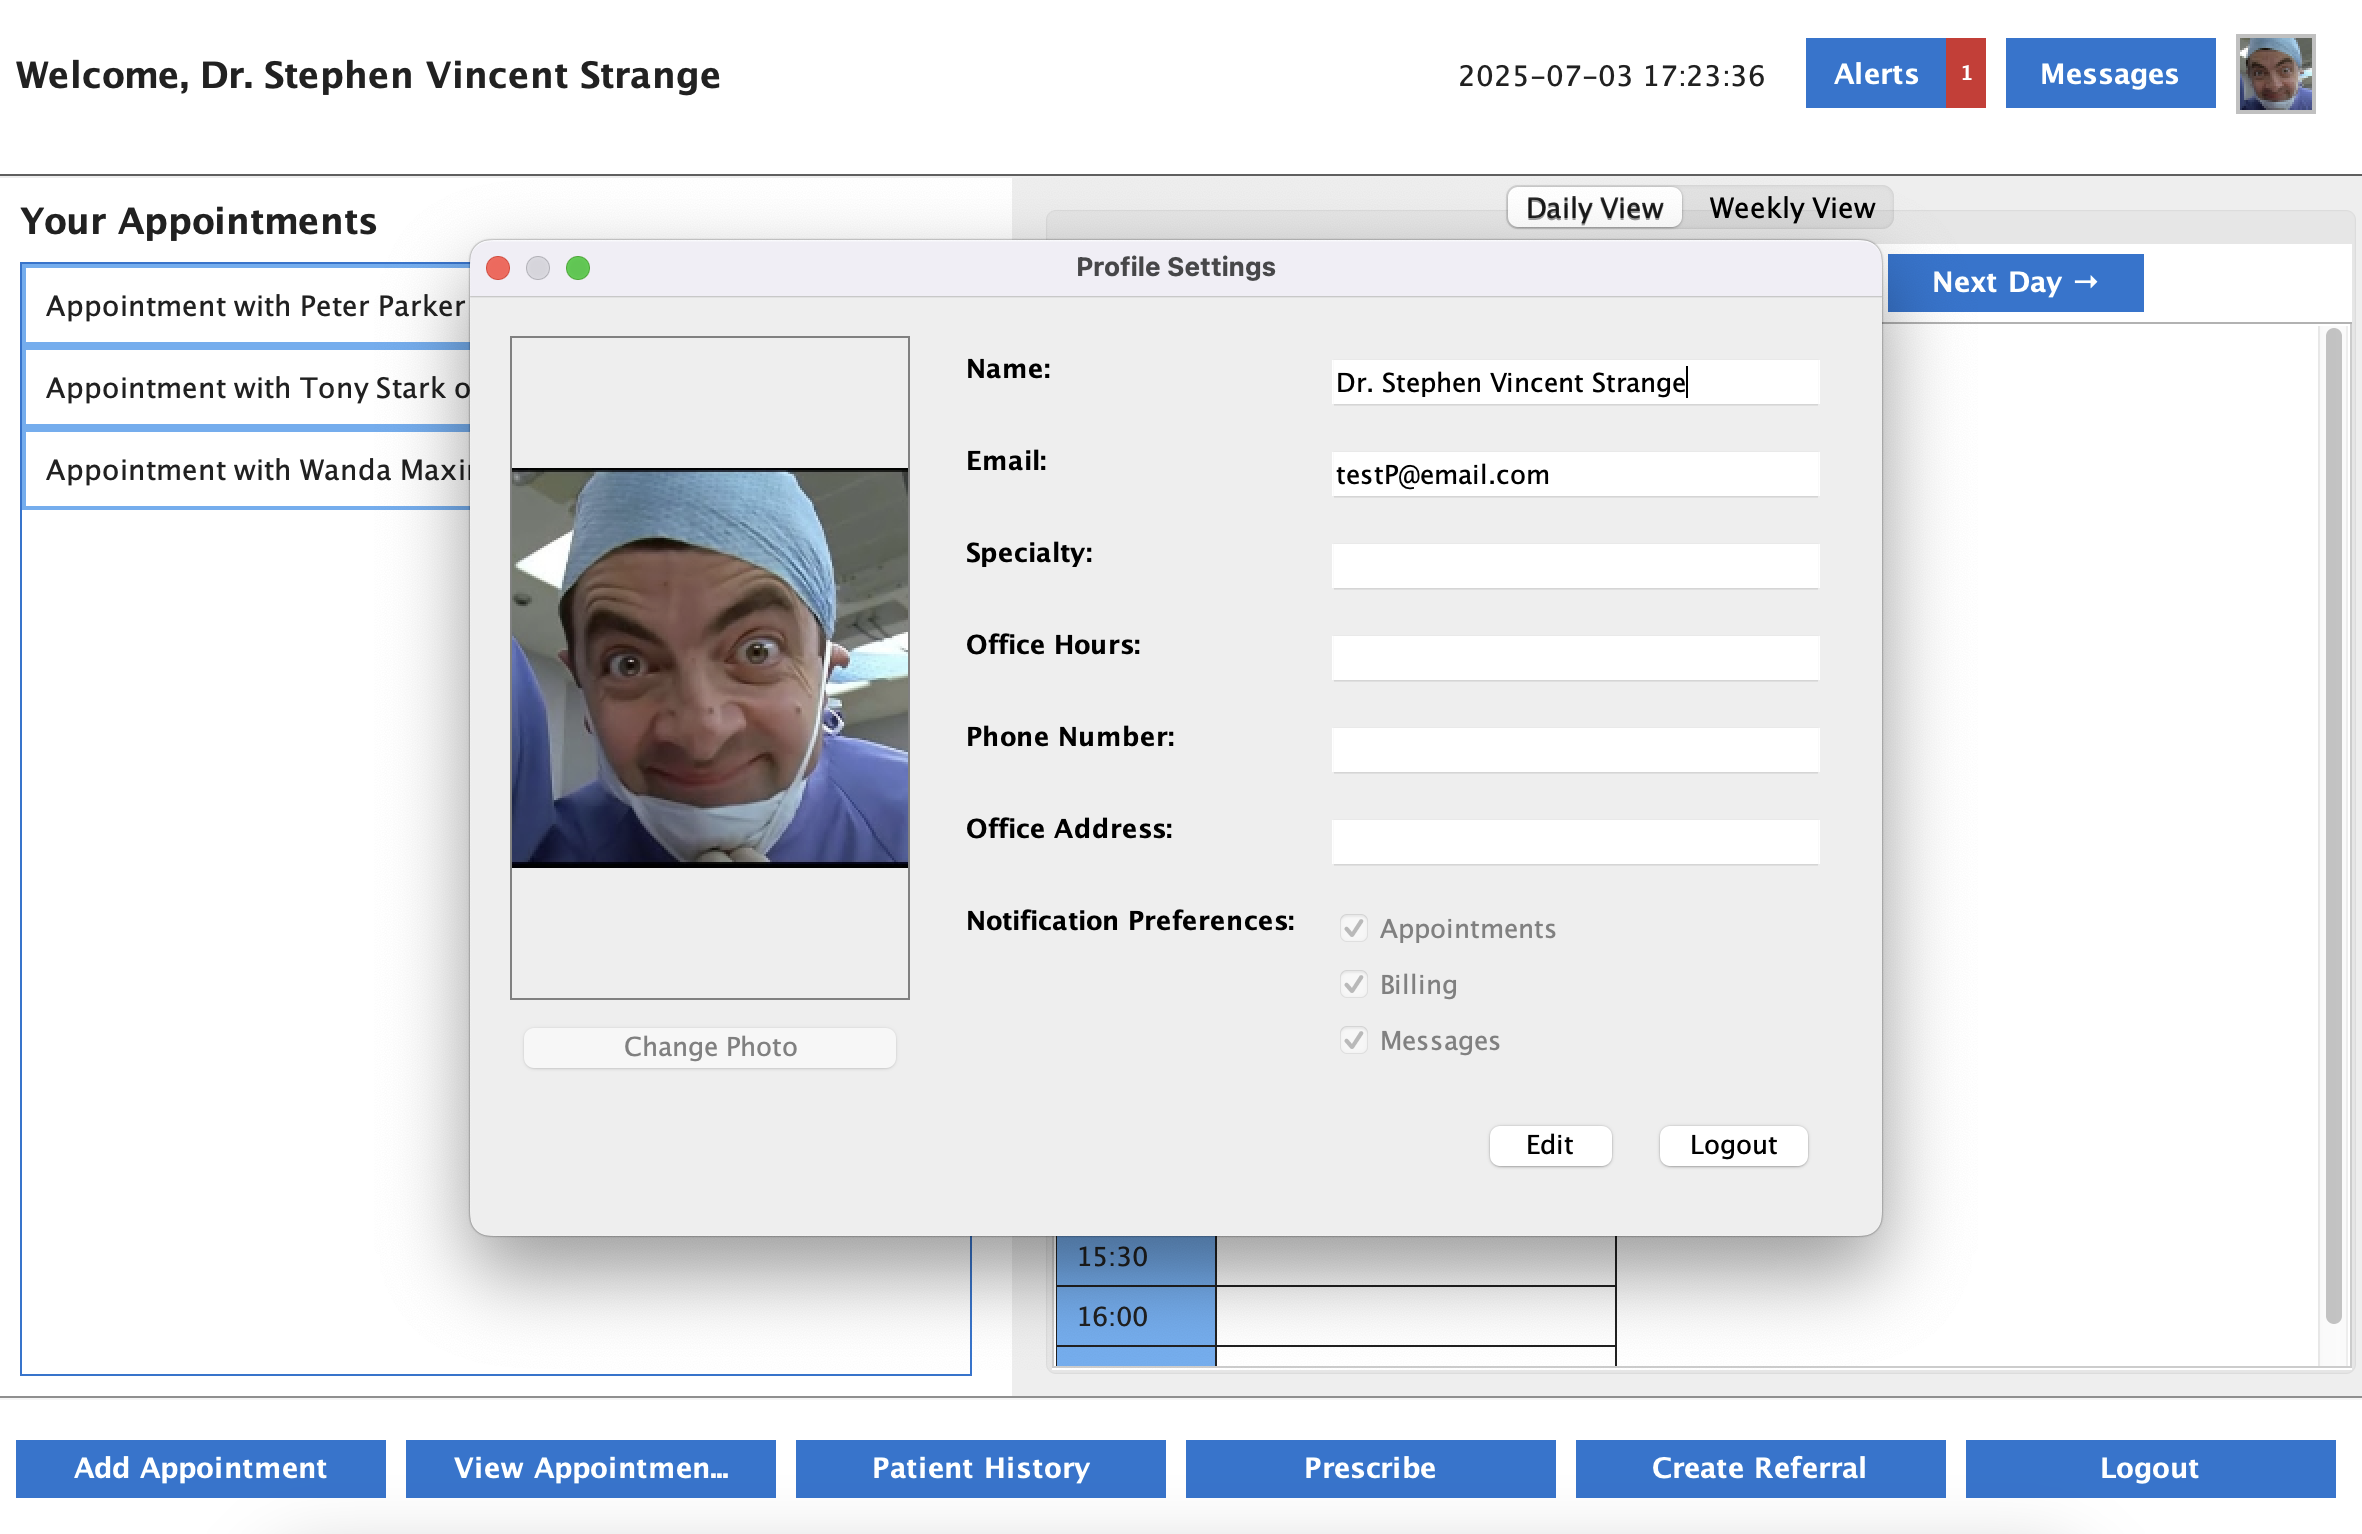 Welcome, Dr. Stephen Vincent Strange
2025-07-03 17:23:36
Alerts
1
Messages
Your Appointments
Daily View
Weekly View
Appointment with Peter Parker
Appointment with Tony Stark
Appointment with Wanda
Next Day →
Profile Settings
Name:
Dr. Stephen Vincent Strange
Email:
testP@email.com
Specialty:
Office Hours:
Phone Number:
Office Address:
Notification Preferences:
Appointments
Billing
Messages
Change Photo
Edit
Logout
15:30
16:00
Add Appointment
View Appointmen...
Patient History
Prescribe
Create Referral
Logout